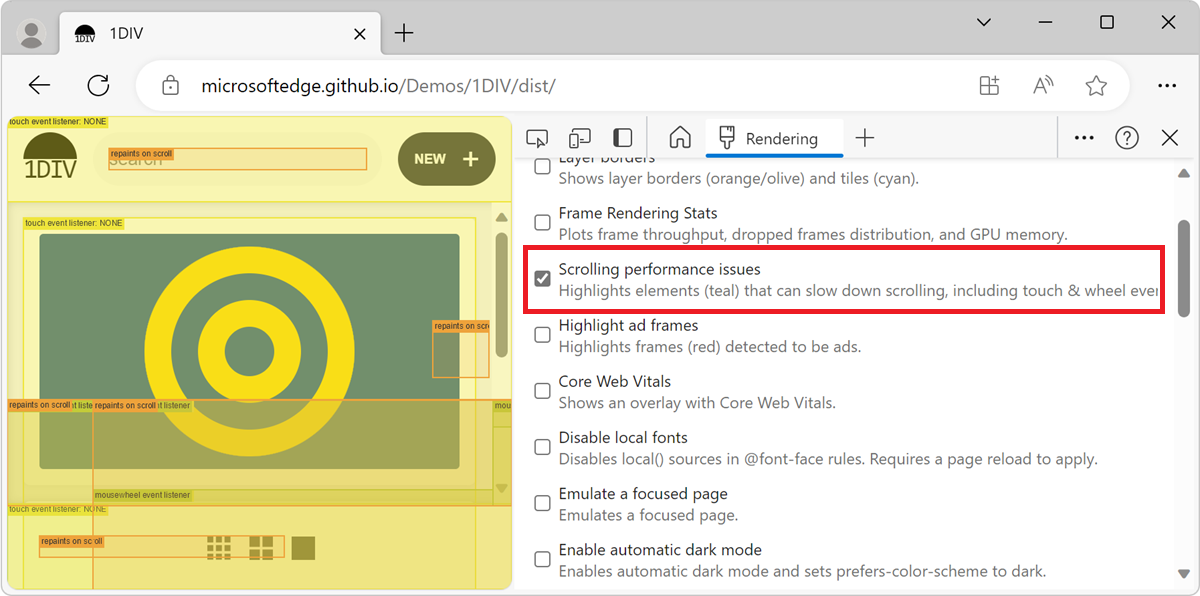 1DIV
1DIV
microsoftedge.github.io/Demos/1DIV/dist/
touch event listener: NONE
1DIV
repaints on scroll
search
NEW +
touch event listener: NONE
repaints on scr
repaints on scroll
t liste
repaints on scroll
t listener
mou
mousewheel event listener
touch event listener: NONE
repaints on scroll
Rendering
Layer borders
Shows layer borders (orange/olive) and tiles (cyan).
Frame Rendering Stats
Plots frame throughput, dropped frames distribution, and GPU memory.
Scrolling performance issues
Highlights elements (teal) that can slow down scrolling, including touch & wheel ever
Highlight ad frames
Highlights frames (red) detected to be ads.
Core Web Vitals
Shows an overlay with Core Web Vitals.
Disable local fonts
Disables local() sources in @font-face rules. Requires a page reload to apply.
Emulate a focused page
Emulates a focused page.
Enable automatic dark mode
Enables automatic dark mode and sets prefers-color-scheme to dark.